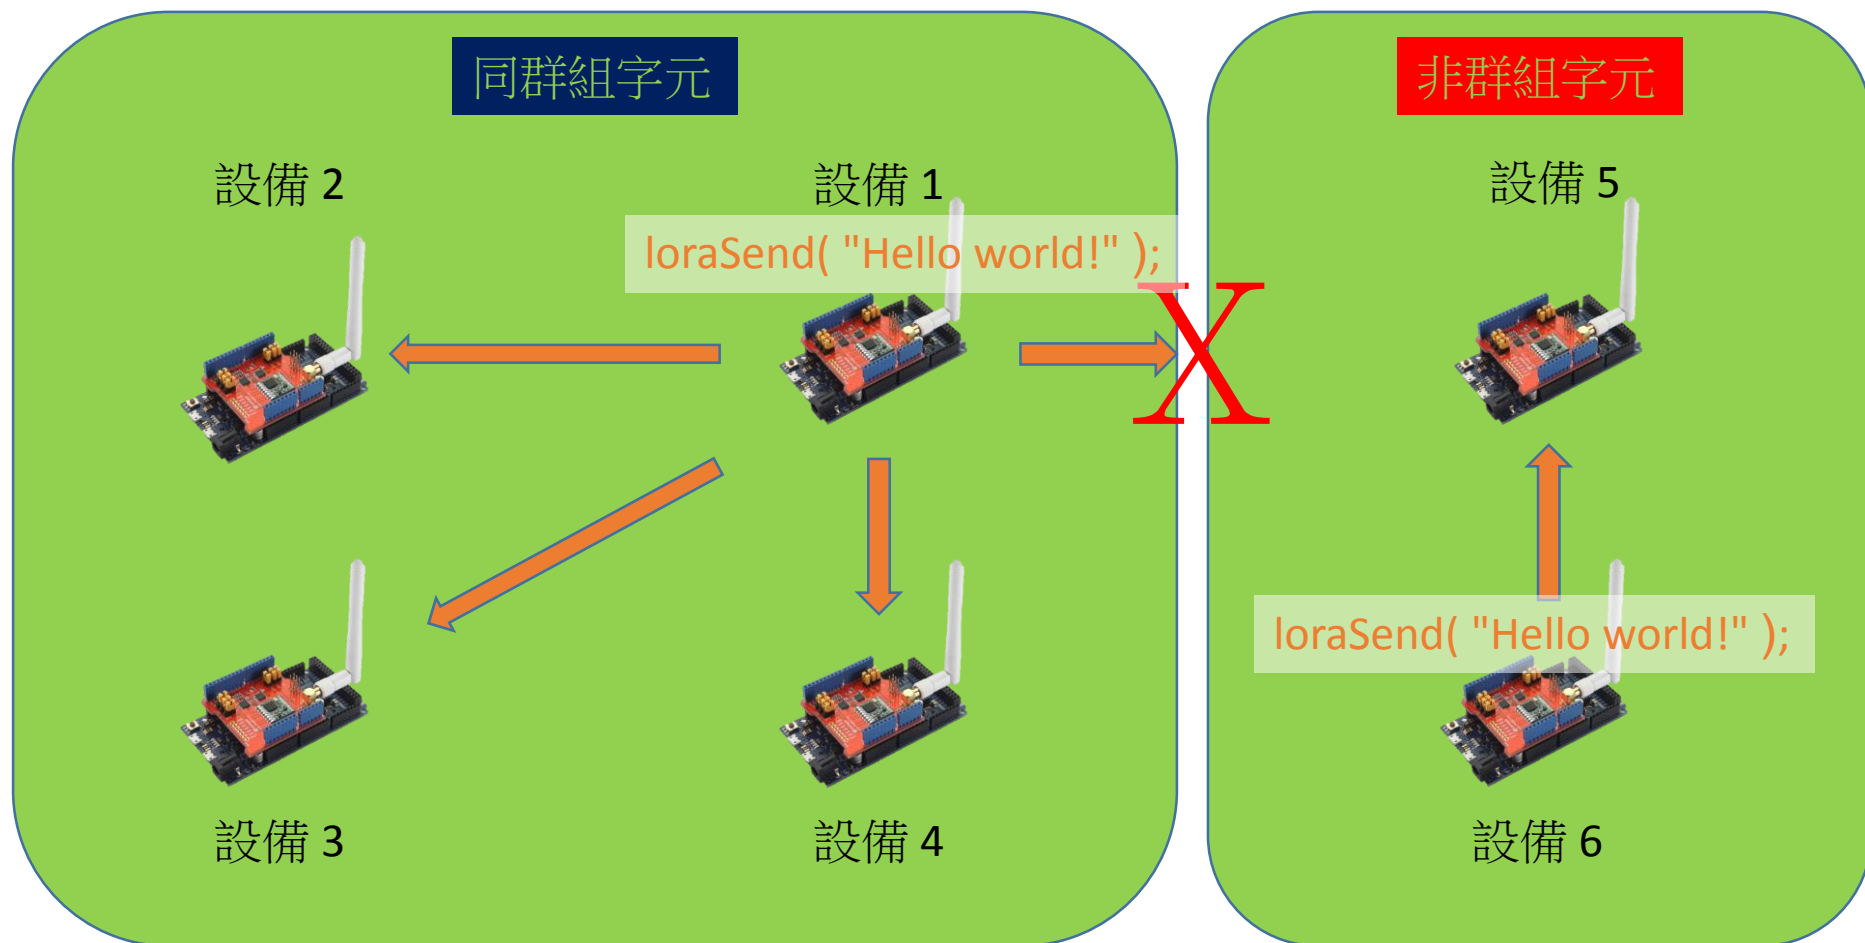 同群組字元
非群組字元
設備 2
設備 1
設備 5
loraSend( "Hello world!" );
X
loraSend( "Hello world!" );
設備 3
設備 4
設備 6